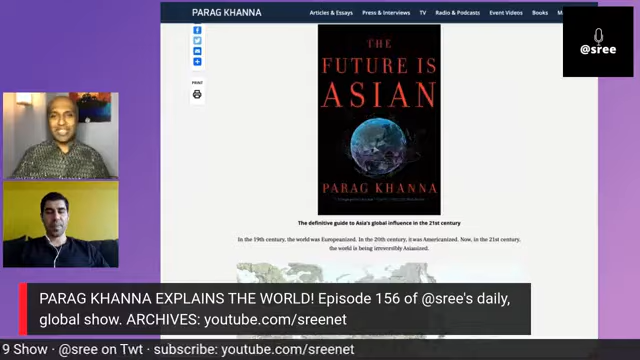 PARAG KHANNA
Articles & Essays
Press & Interviews
TV
Radio & Podcasts
Event Videos
Books
@sree
PRINT
THE
FUTURE IS
ASIAN
PARAG KHANNA
The definitive guide to Asia's global influence in the 21st century
In the 19th century, the world was Europeanized. In the 20th century, it was Americanized. Now, in the 21st century,
the world is being irreversibly Asianized.
PARAG KHANNA EXPLAINS THE WORLD! Episode 156 of @sree's daily,
global show. ARCHIVES: youtube.com/sreenet
9 Show · @sree on Twt · subscribe: youtube.com/sreenet